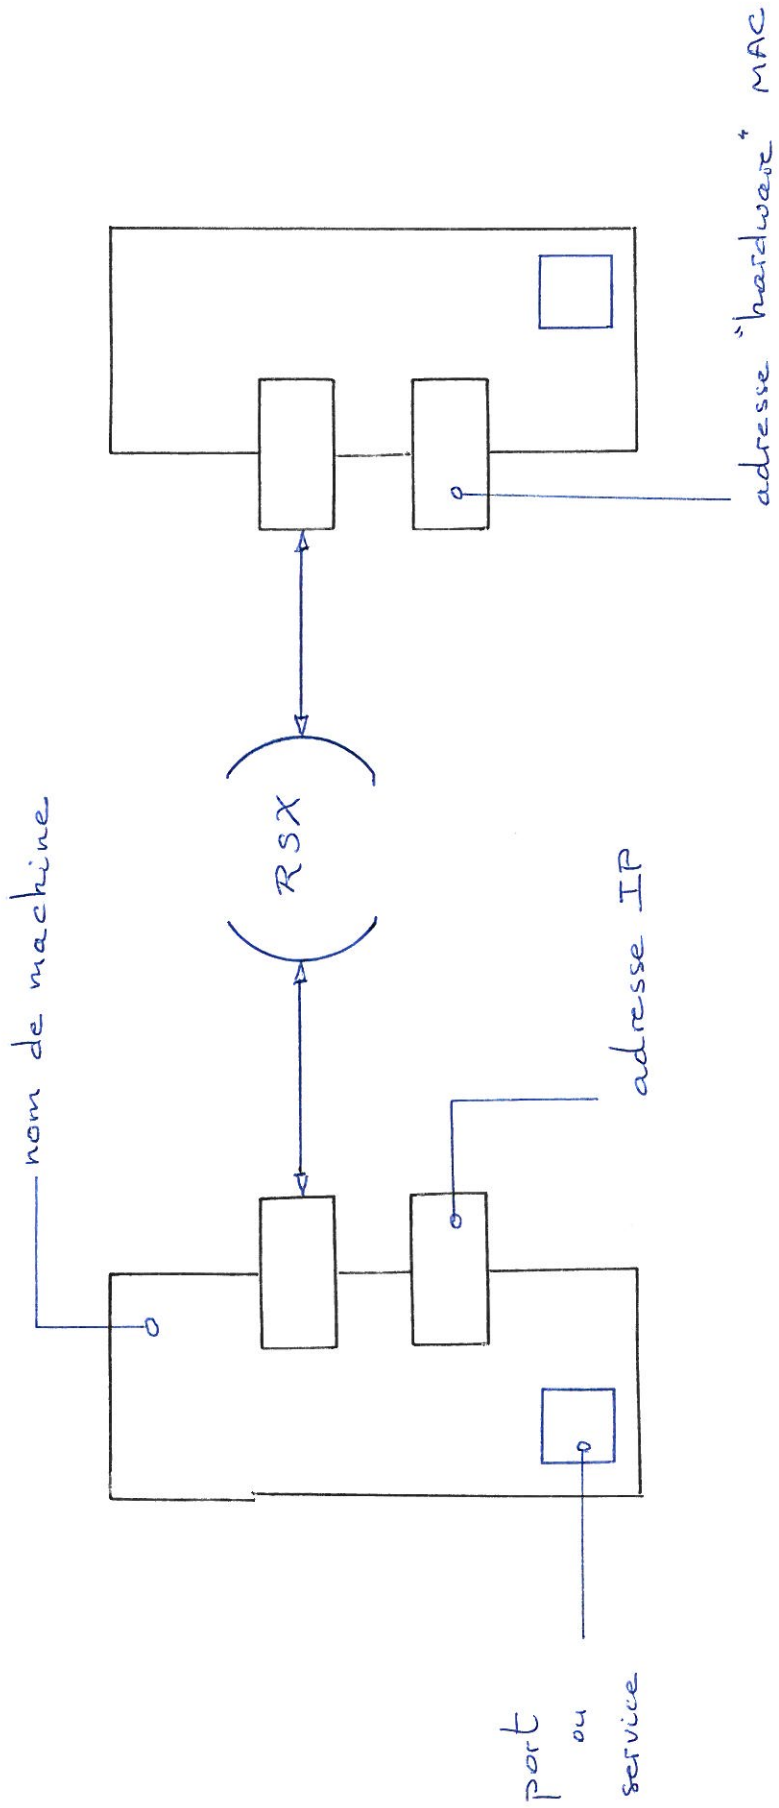 nom de machine
RSX
adresse IP
adresse "hardware" MAC
port
ou
service